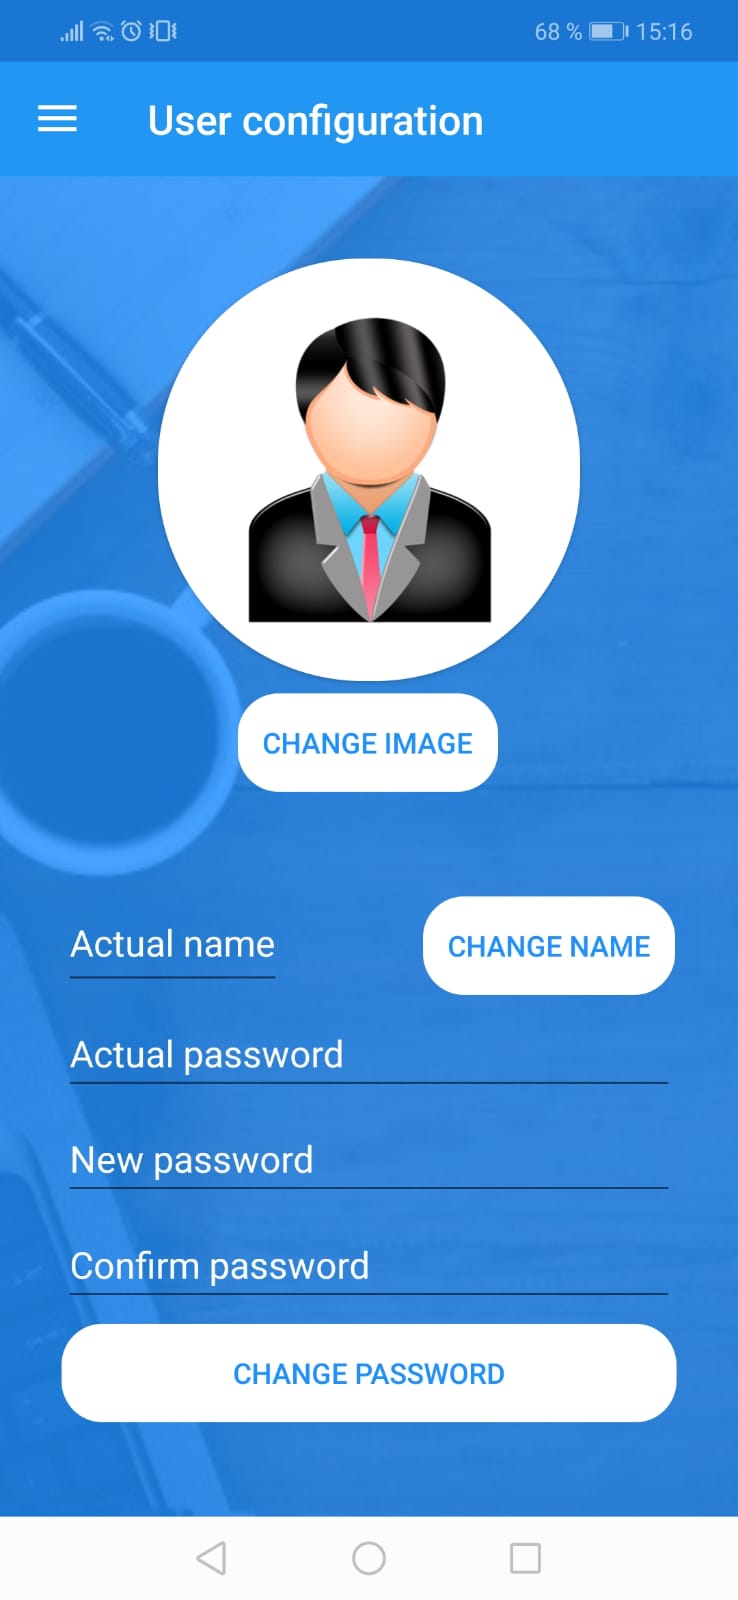 68 % 15:16
User configuration
CHANGE IMAGE
Actual name
CHANGE NAME
Actual password
New password
Confirm password
CHANGE PASSWORD